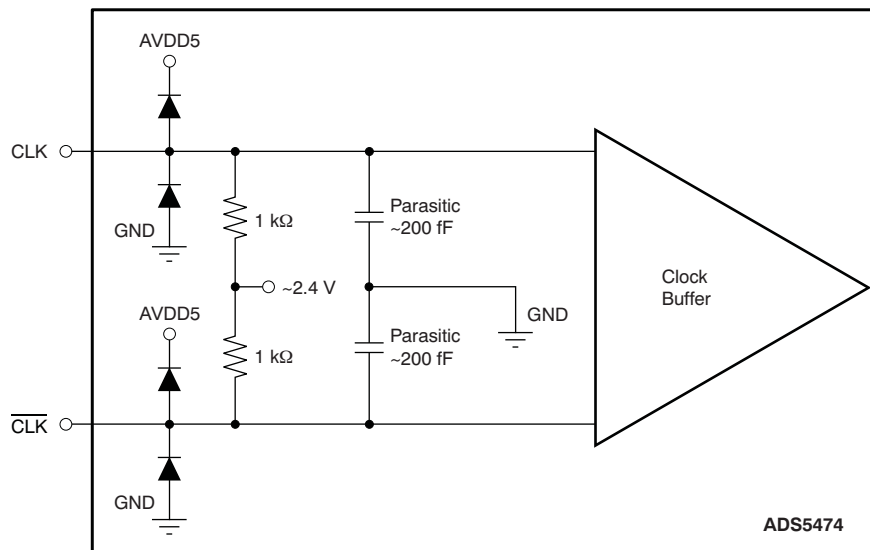 AVDD5
CLK
GND
1 kΩ
Parasitic
~200 fF
~2.4 V
Clock
Buffer
GND
AVDD5
1 kΩ
Parasitic
~200 fF
C̅L̅K̅
GND
ADS5474